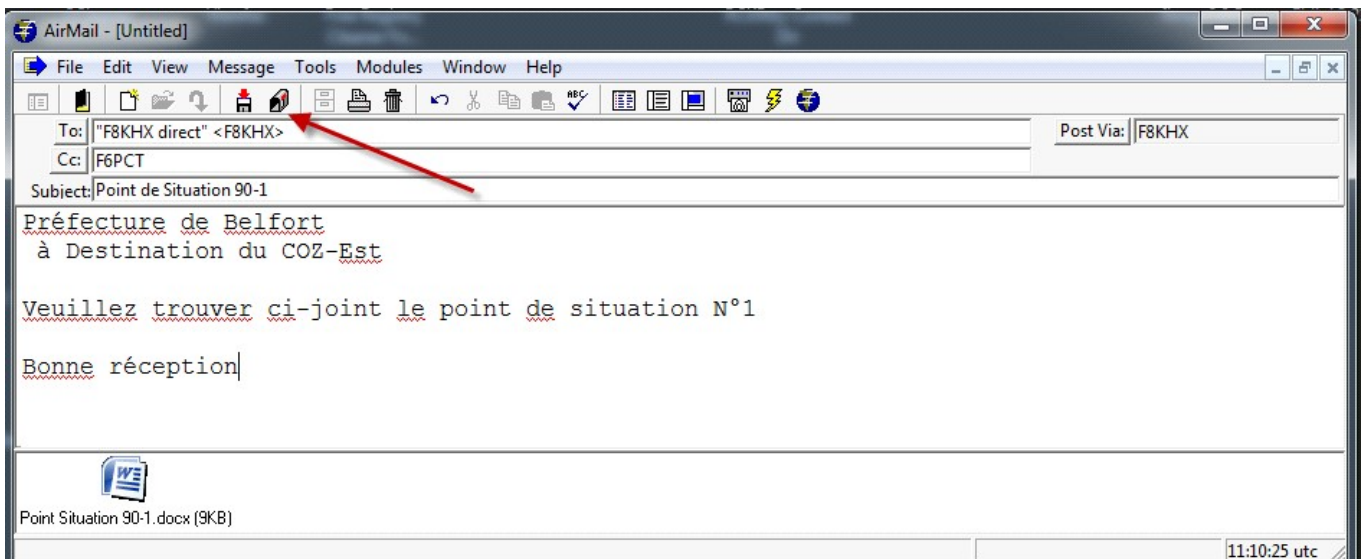 AirMail - [Untitled]
File Edit View Message Tools Modules Window Help
ABC
To: "F8KHX direct" <F8KHX> Post Via: F8KHX
Cc: F6PCT
Subject: Point de Situation 90-1
Préfecture de Belfort
à Destination du COZ-Est
Veuillez trouver ci-joint le point de situation N°1
Bonne réception
W
Point Situation 90-1.docx (9KB)
11:10:25 utc